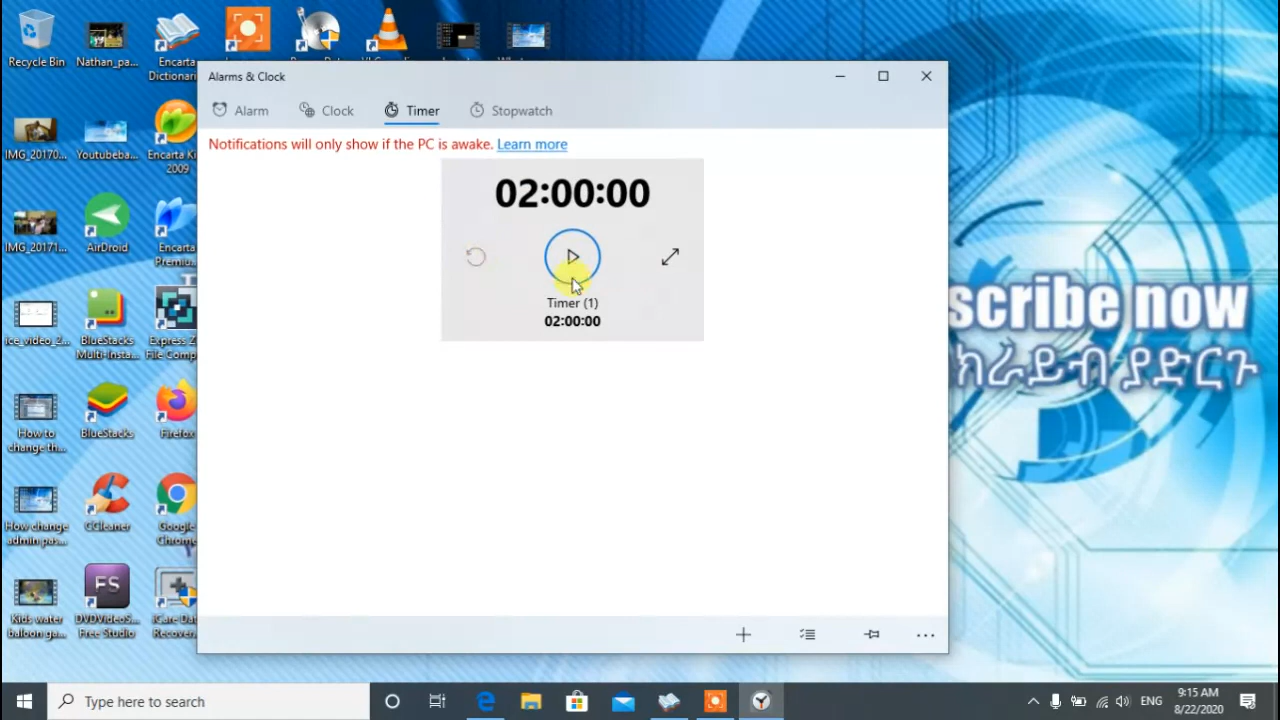 Recycle Bin
Nathan_pa...
Encarta
Dictionari
Alarms & Clock
Alarm
Clock
Timer
Stopwatch
Notifications will only show if the PC is awake. Learn more
02:00:00
Timer (1)
02:00:00
IMG_20170...
Youtubeba...
Encarta Ki
2009
IMG_20171...
AirDroid
Encarta
Premiu...
ice_video_2...
BlueStacks
Multi-Insta...
Express Z
File Comp
How to
change th...
BlueStacks
Firefox
How change
admin pas...
CCleaner
Google
Chrome
FS
Kids water
baloon ga...
DVDVideoS...
Free Studio
iCare Dat
Recover
scribe now
ክራይብ ያድርጉ
Type here to search
ENG
9:15 AM
8/22/2020